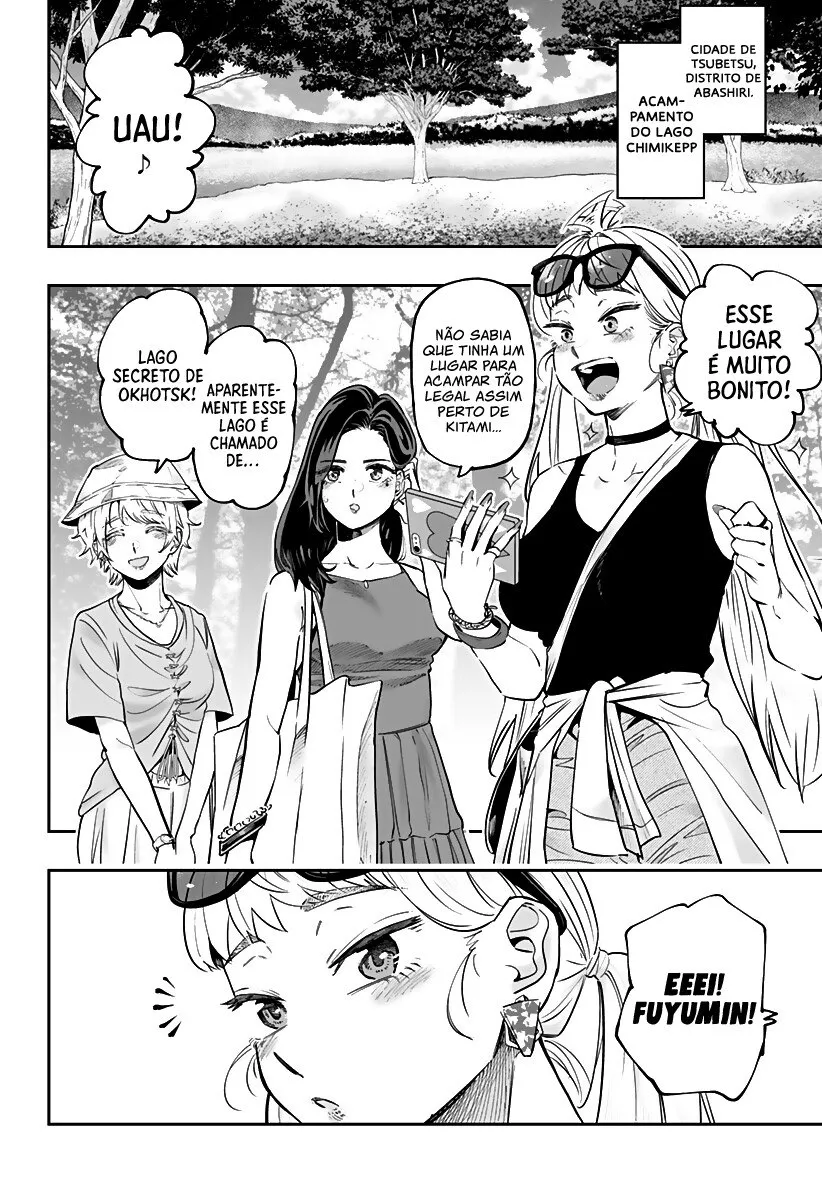 CIDADE DE
TSUBETSU,
DISTRITO DE
ABASHIRI.
ACAM-
PAMENTO
DO LAGO
CHIMIKEPP
UAU!
♪
ESSE
LUGAR
É MUITO
BONITO!
NÃO SABIA
QUE TINHA UM
LUGAR PARA
ACAMPAR TÃO
LEGAL ASSIM
PERTO DE
KITAMI...
APARENTE-
MENTE ESSE
LAGO É
CHAMADO
DE...
LAGO
SECRETO DE
OKHOTSK!
EEEI!
FUYUMIN!